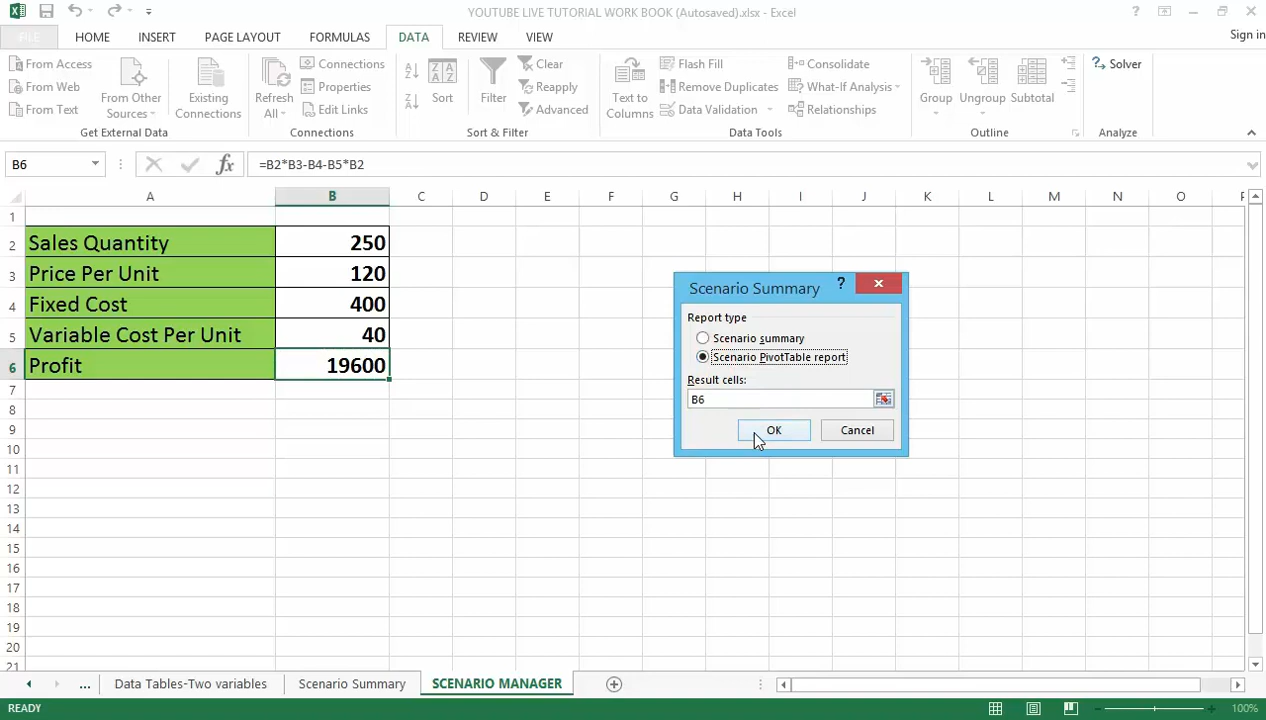 YOUTUBE LIVE TUTORIAL WORK BOOK (Autosaved).xlsx - Excel
FILE HOME INSERT PAGE LAYOUT FORMULAS DATA REVIEW VIEW Sign in
From Access
From Web
From Text
From Other Sources
Existing Connections
Get External Data
Refresh All
Connections
Properties
Edit Links
Connections
Sort
Filter
Clear
Reapply
Advanced
Sort & Filter
Text to Columns
Flash Fill
Remove Duplicates
Data Validation
Consolidate
What-If Analysis
Relationships
Data Tools
Group
Ungroup
Subtotal
Outline
Solver
Analyze
B6 fx =B2*B3-B4-B5*B2
A B C D E F G H I J K L M N O P
1
2 Sales Quantity 250
3 Price Per Unit 120
4 Fixed Cost 400
5 Variable Cost Per Unit 40
6 Profit 19600
7
8
9
10
11
12
13
14
15
16
17
18
19
20
21
Scenario Summary ?
Report type
Scenario summary
Scenario PivotTable report
Result cells:
B6
OK Cancel
... Data Tables-Two variables Scenario Summary SCENARIO MANAGER
READY 100%